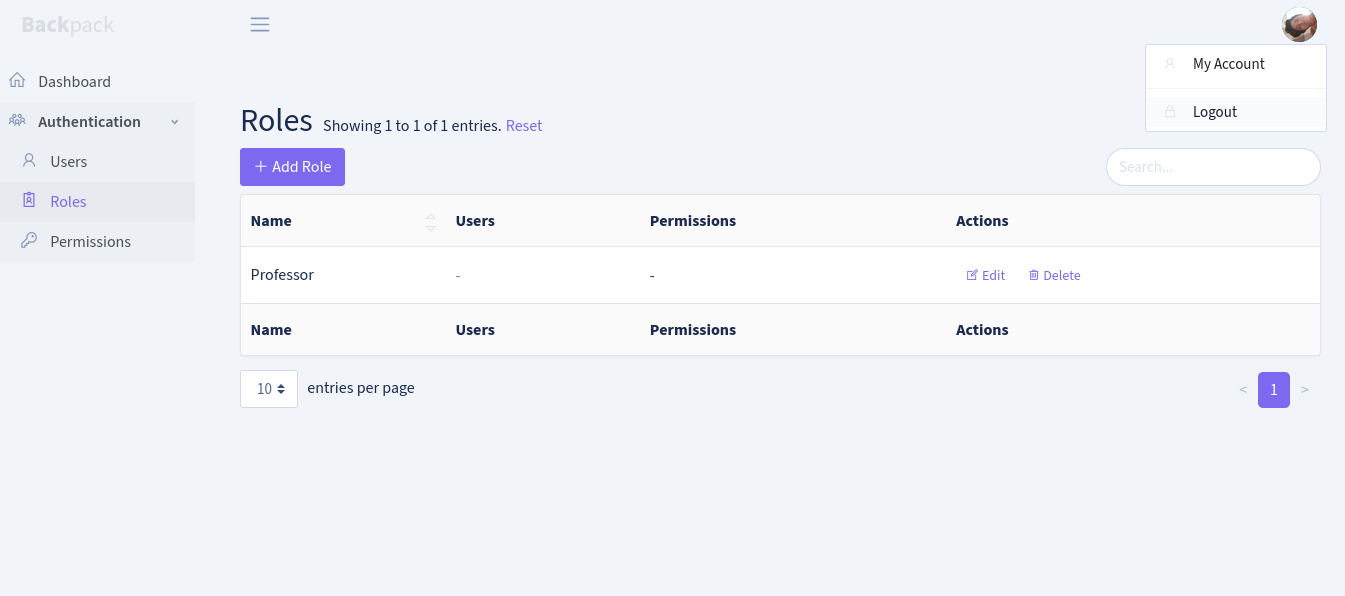 Backpack
My Account
Logout
Dashboard
Authentication
Users
Roles
Permissions
Roles Showing 1 to 1 of 1 entries. Reset
Add Role
Search...
Name Users Permissions Actions
Professor - - Edit Delete
Name Users Permissions Actions
10 entries per page
< 1 >